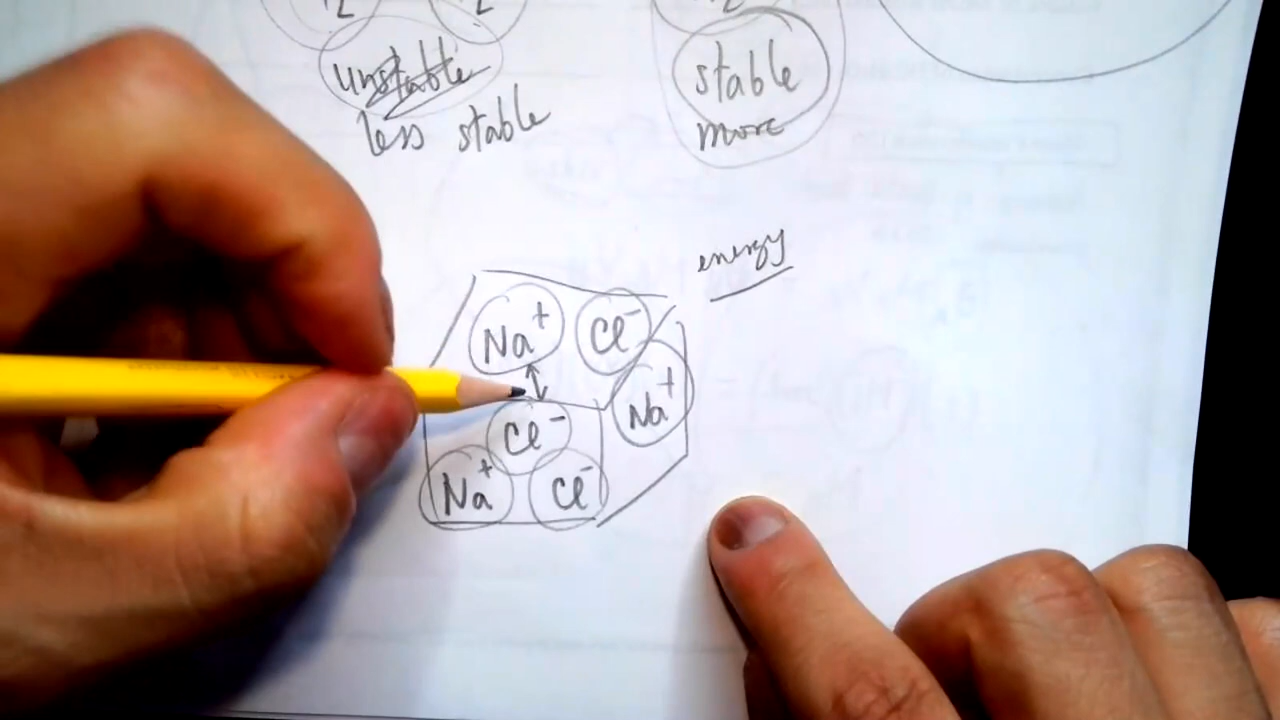 unstable stable
less stable more
energy
Na+ Cl-
Cl- Na+
Na+ Cl-